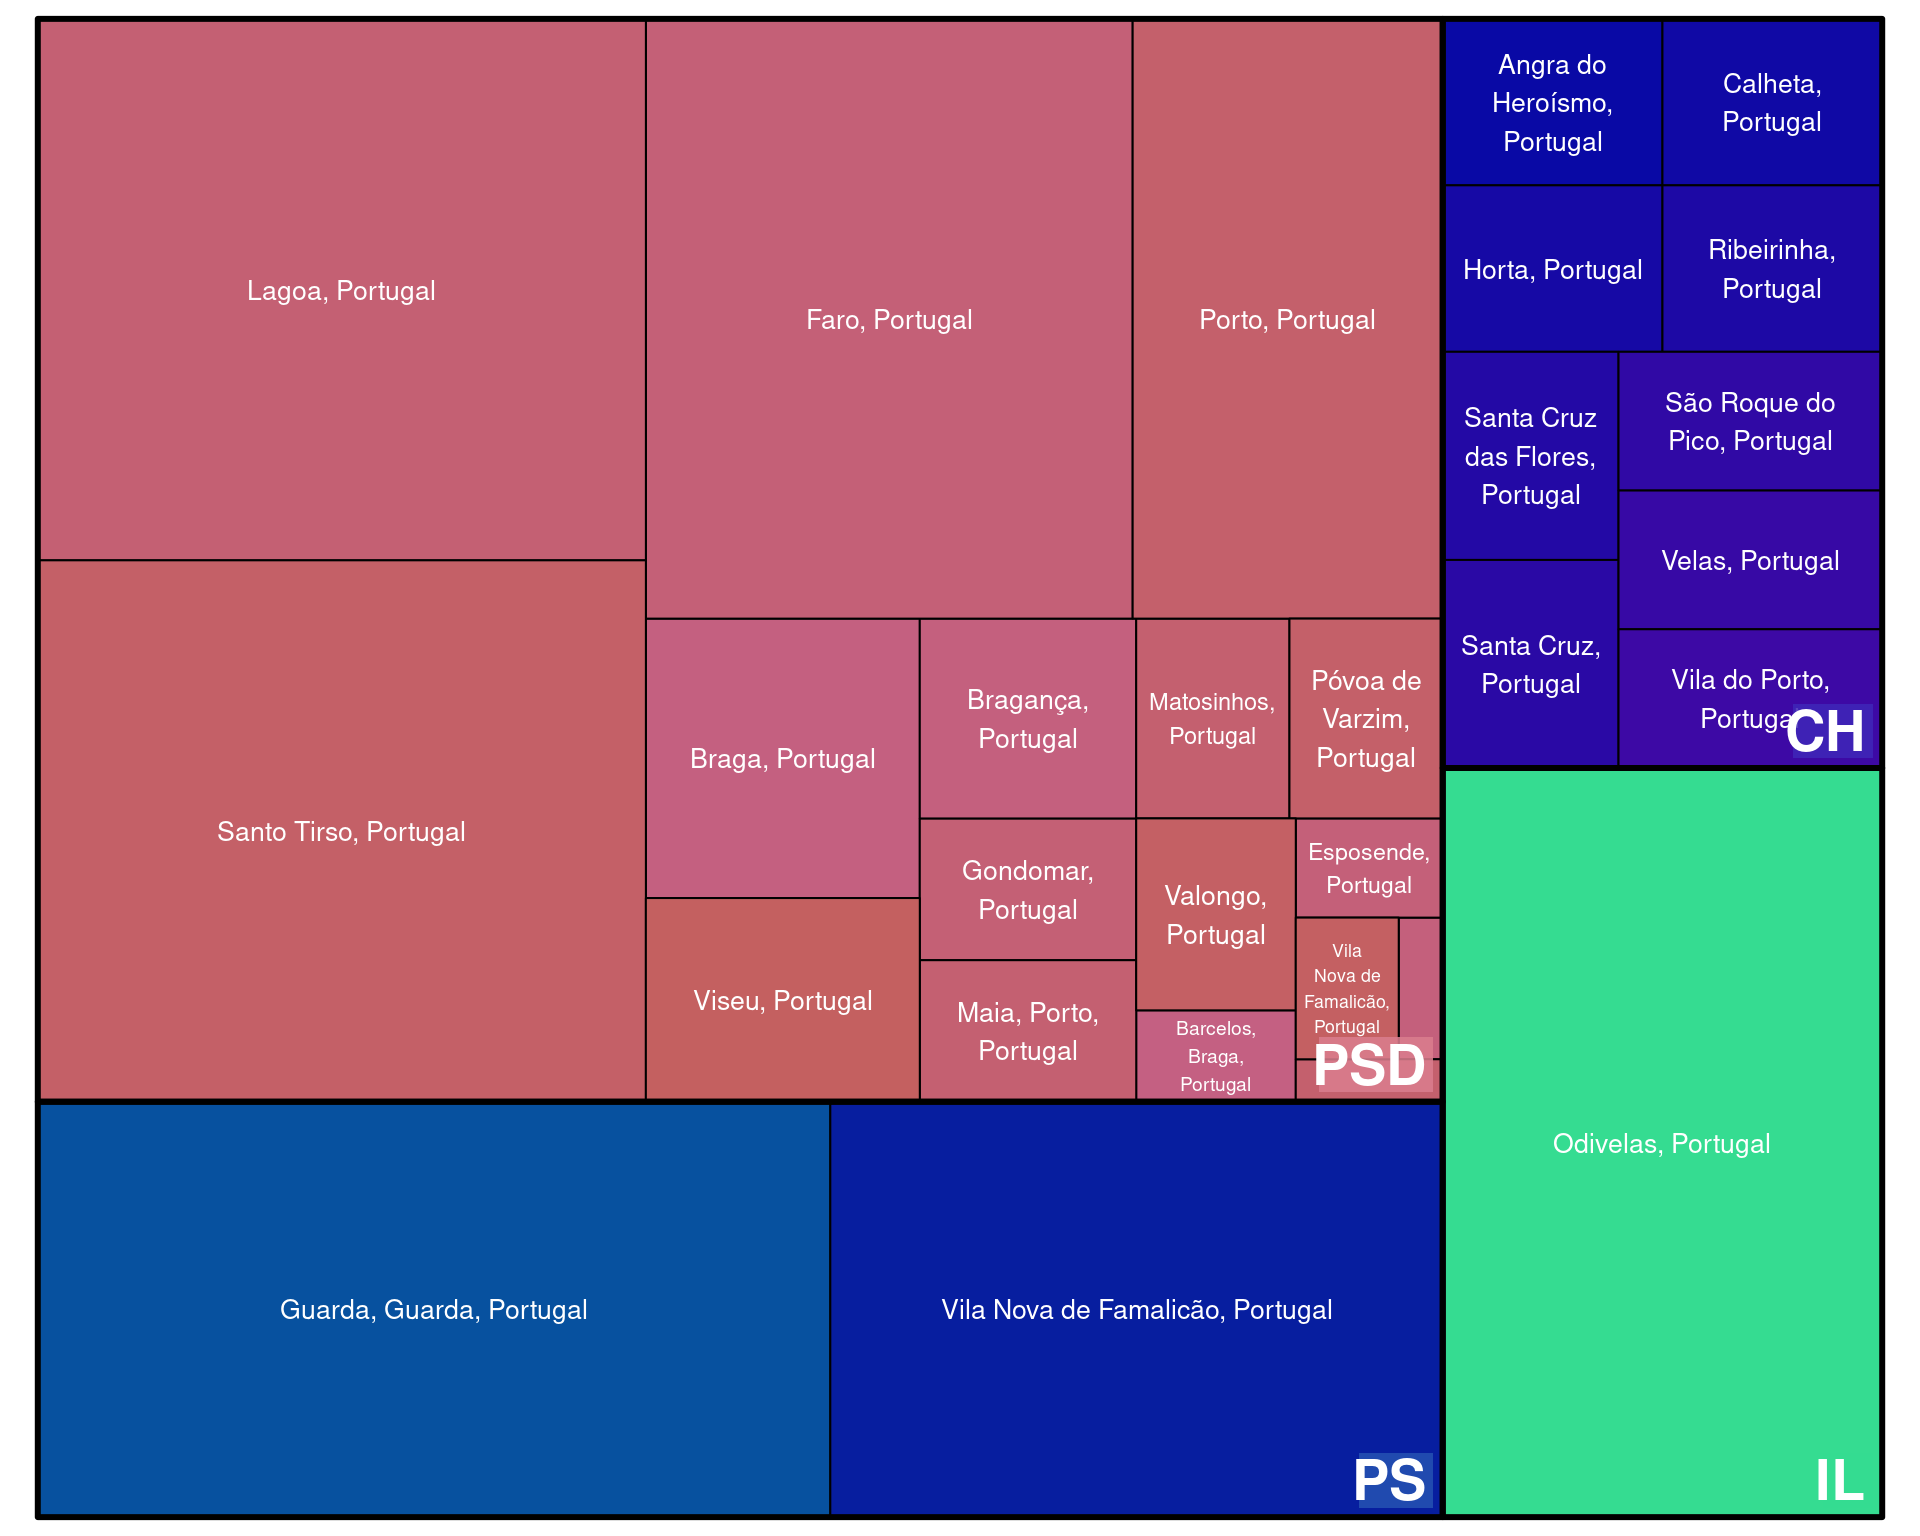 Lagoa, Portugal
Santo Tirso, Portugal
Faro, Portugal
Porto, Portugal
Braga, Portugal
Viseu, Portugal
Bragança,
Portugal
Gondomar,
Portugal
Maia, Porto,
Portugal
Matosinhos,
Portugal
Póvoa de
Varzim,
Portugal
Valongo,
Portugal
Barcelos,
Braga,
Portugal
Esposende,
Portugal
Vila
Nova de
Famalicão,
Portugal
PSD
Guarda, Guarda, Portugal
Vila Nova de Famalicão, Portugal
PS
Angra do
Heroísmo,
Portugal
Calheta,
Portugal
Horta, Portugal
Ribeirinha,
Portugal
Santa Cruz
das Flores,
Portugal
Santa Cruz,
Portugal
São Roque do
Pico, Portugal
Velas, Portugal
Vila do Porto,
Portugal
CH
Odivelas, Portugal
IL